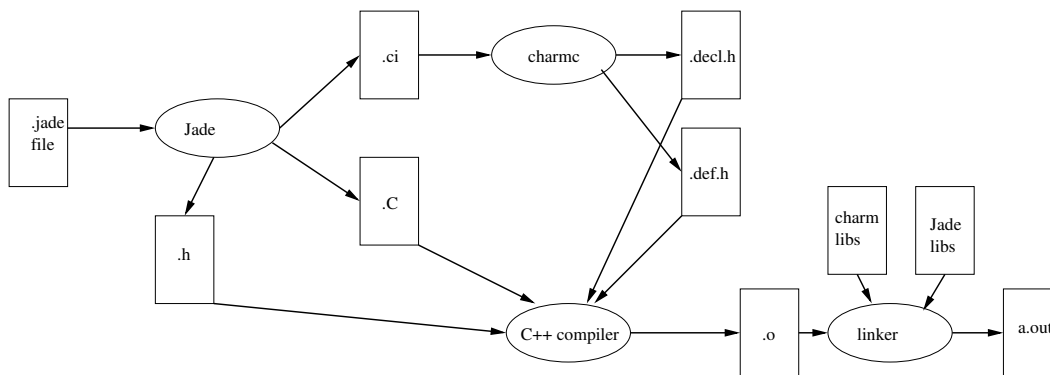 .jade
file
Jade
.ci
charmc
.decl.h
.def.h
.C
.h
C++ compiler
.o
charm
libs
Jade
libs
linker
a.out